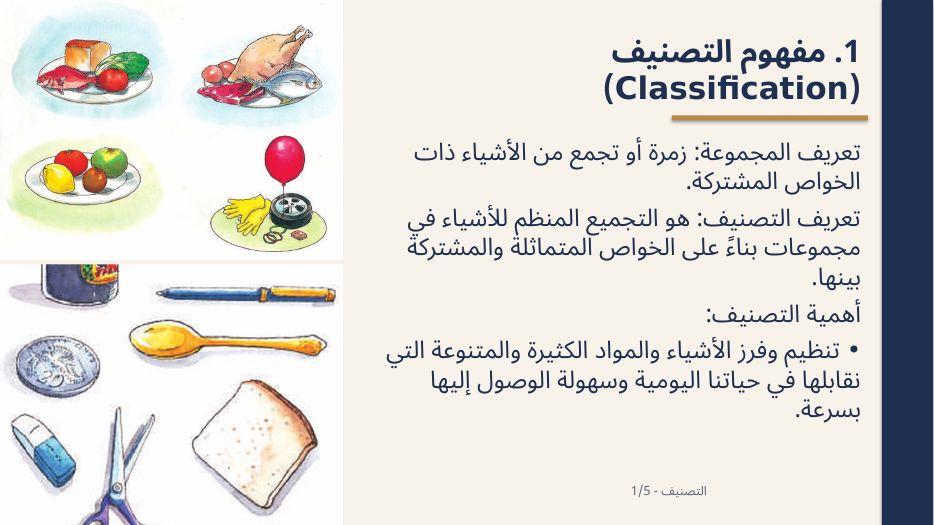 1. مفهوم التصنيف
(Classification)
تعريف المجموعة: زمرة أو تجمع من الأشياء ذات
الخواص المشتركة.
تعريف التصنيف: هو التجميع المنظم للأشياء في
مجموعات بناءً على الخواص المتماثلة والمشتركة
بينها.
أهمية التصنيف:
• تنظيم وفرز الأشياء والمواد الكثيرة والمتنوعة التي
نقابلها في حياتنا اليومية وسهولة الوصول إليها
بسرعة.
التصنيف - 1/5